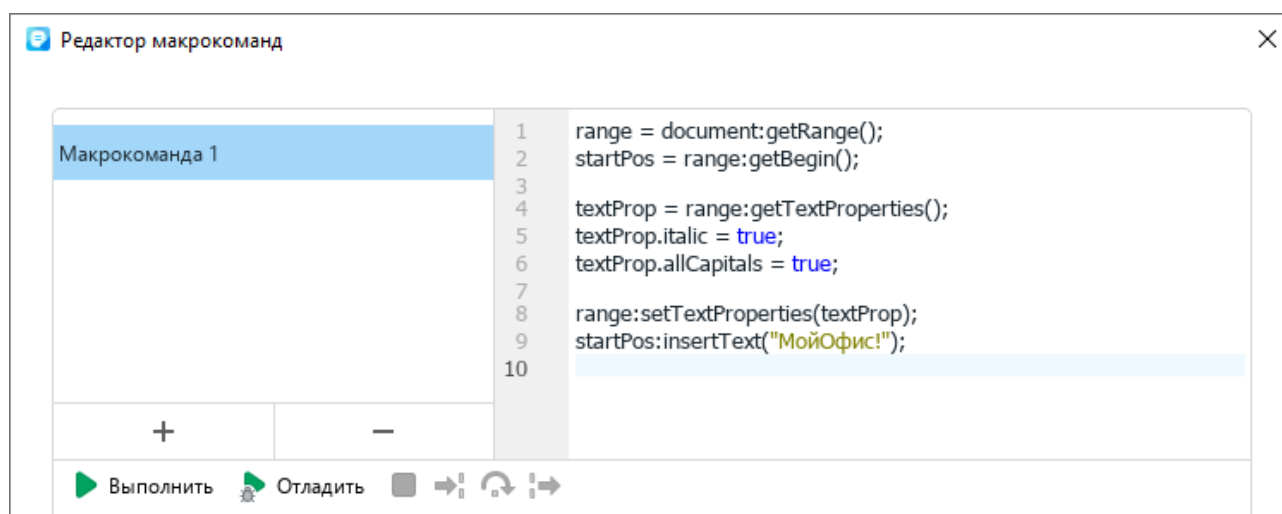 Редактор макрокоманд
Макрокоманда 1
1 range = document:getRange();
2 startPos = range:getBegin();
3
4 textProp = range:getTextProperties();
5 textProp.italic = true;
6 textProp.allCapitals = true;
7
8 range:setTextProperties(textProp);
9 startPos:insertText("МойОфис!");
10
Выполнить Отладить